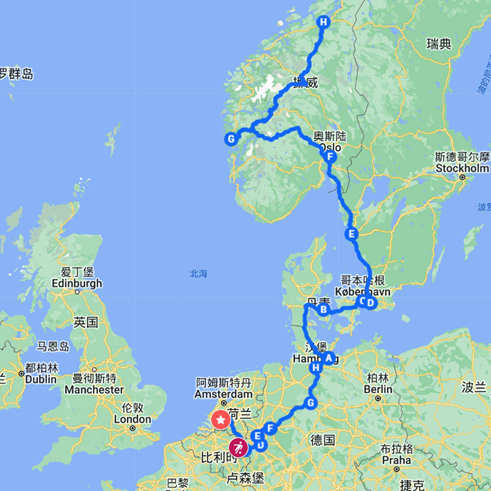 H
瑞典
罗群岛
挪威
G
奥斯陆
Oslo
F
斯德哥尔摩
Stockholm
E
爱丁堡
Edinburgh
北海
哥本哈根
København
丹麦
B
D
英国
马恩岛
都柏林
Dublin
曼彻斯特
Manchester
汉堡
Hamburg
A
H
阿姆斯特丹
Amsterdam
柏林
Berlin
波兰
伦敦
London
荷兰
G
F
E
D
德国
比利时
布拉格
Prague
卢森堡
巴黎
捷克